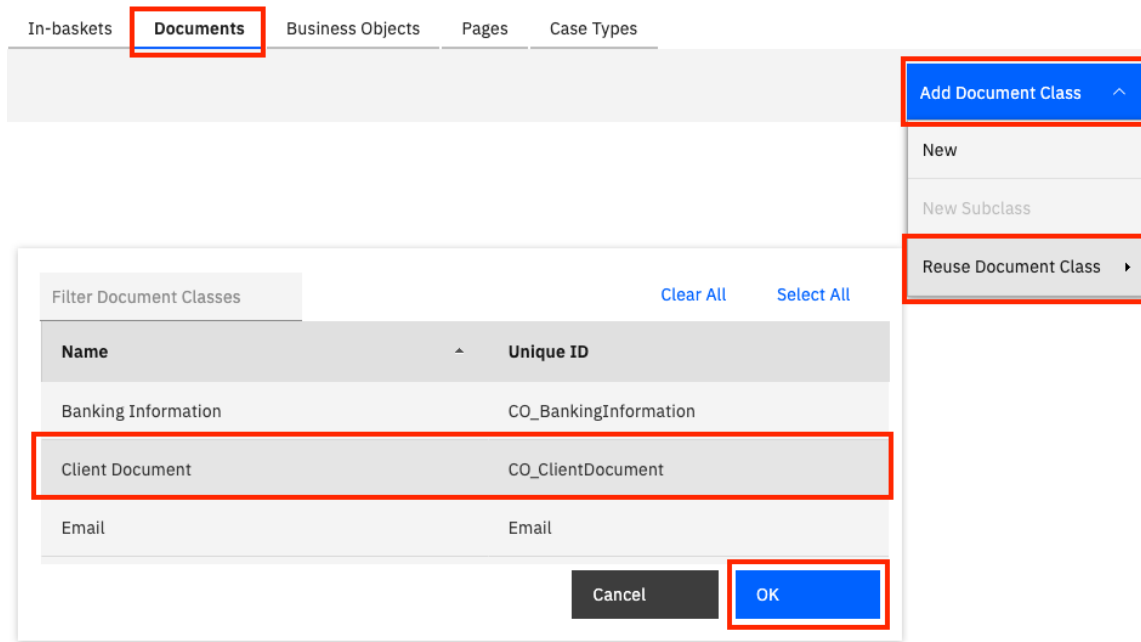 In-baskets Documents Business Objects Pages Case Types
Add Document Class
New
New Subclass
Reuse Document Class
Filter Document Classes Clear All Select All
Name Unique ID
Banking Information CO_BankingInformation
Client Document CO_ClientDocument
Email Email
Cancel OK